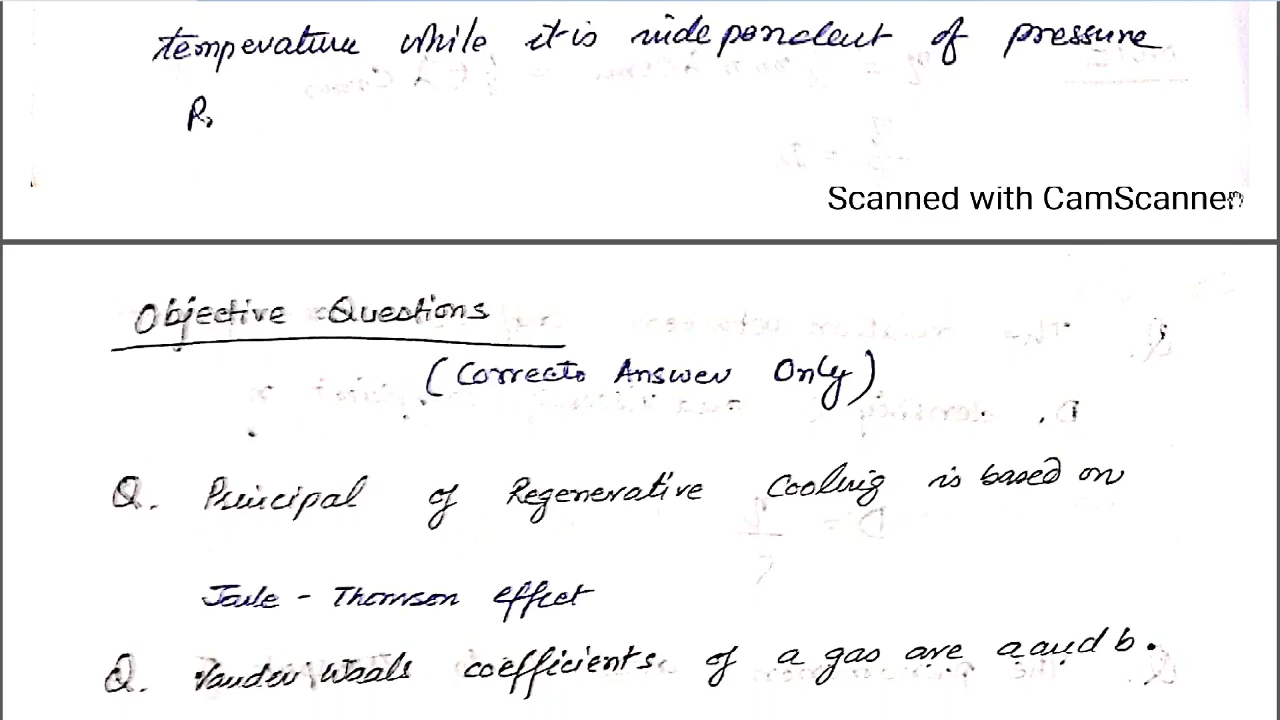 temperature while it is independent of pressure
P.
Scanned with CamScanner
Objective Questions
(Correcto Answer Only)
Q. Principal of Regenerative Cooling is based on
Joule - Thomson effect
Q. Vander Waals coefficients of a gas are a and b.